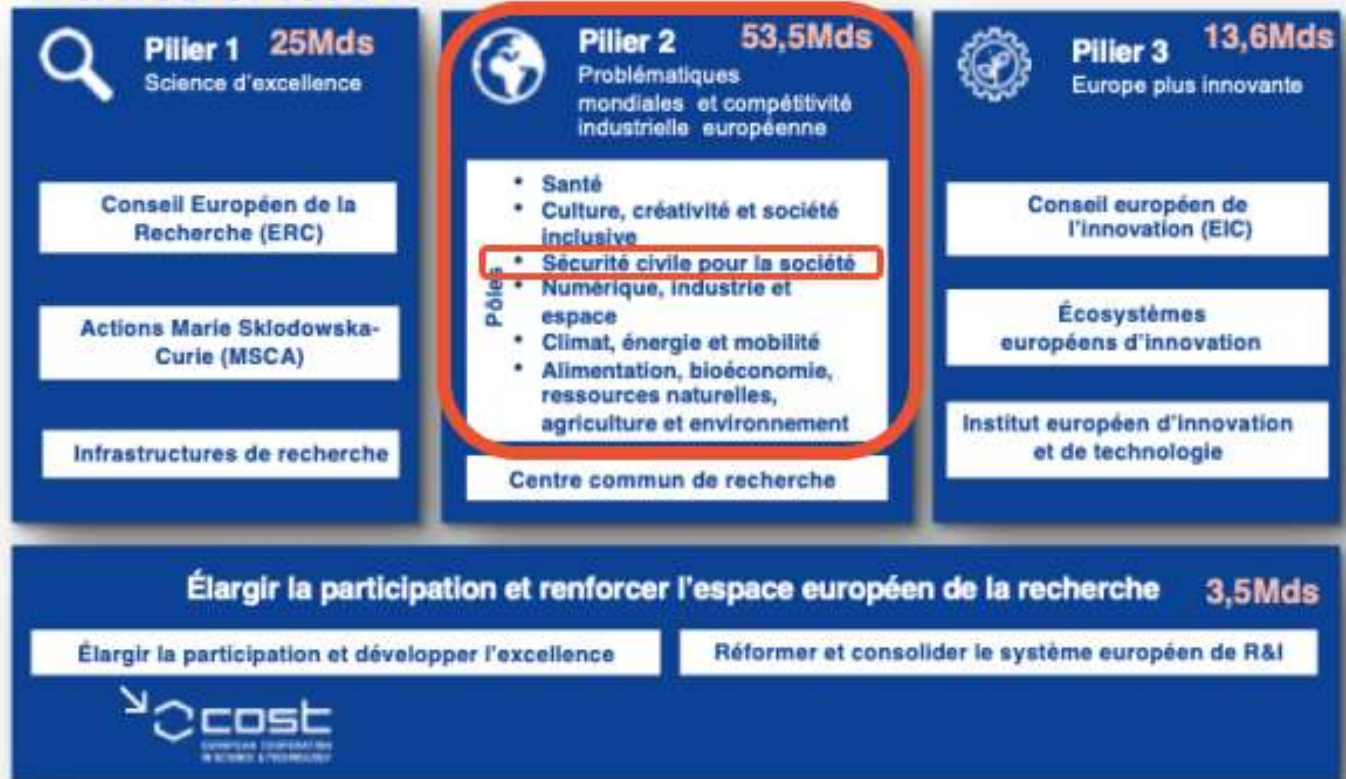 Pilier 1 25Mds
Science d'excellence
Conseil Européen de la
Recherche (ERC)
Actions Marie Sklodowska-
Curie (MSCA)
Infrastructures de recherche
Pilier 2 53,5Mds
Problématiques
mondiales et compétitivité
industrielle européenne
Pôles
• Santé
• Culture, créativité et société
inclusive
• Sécurité civile pour la société
• Numérique, industrie et
espace
• Climat, énergie et mobilité
• Alimentation, bioéconomie,
ressources naturelles,
agriculture et environnement
Centre commun de recherche
Pilier 3 13,6Mds
Europe plus innovante
Conseil européen de
l'innovation (EIC)
Écosystèmes
européens d'innovation
Institut européen d'innovation
et de technologie
Élargir la participation et renforcer l'espace européen de la recherche 3,5Mds
Élargir la participation et développer l'excellence
Réformer et consolider le système européen de R&I
cost
EUROPEAN COOPERATION
IN SCIENCE & TECHNOLOGY